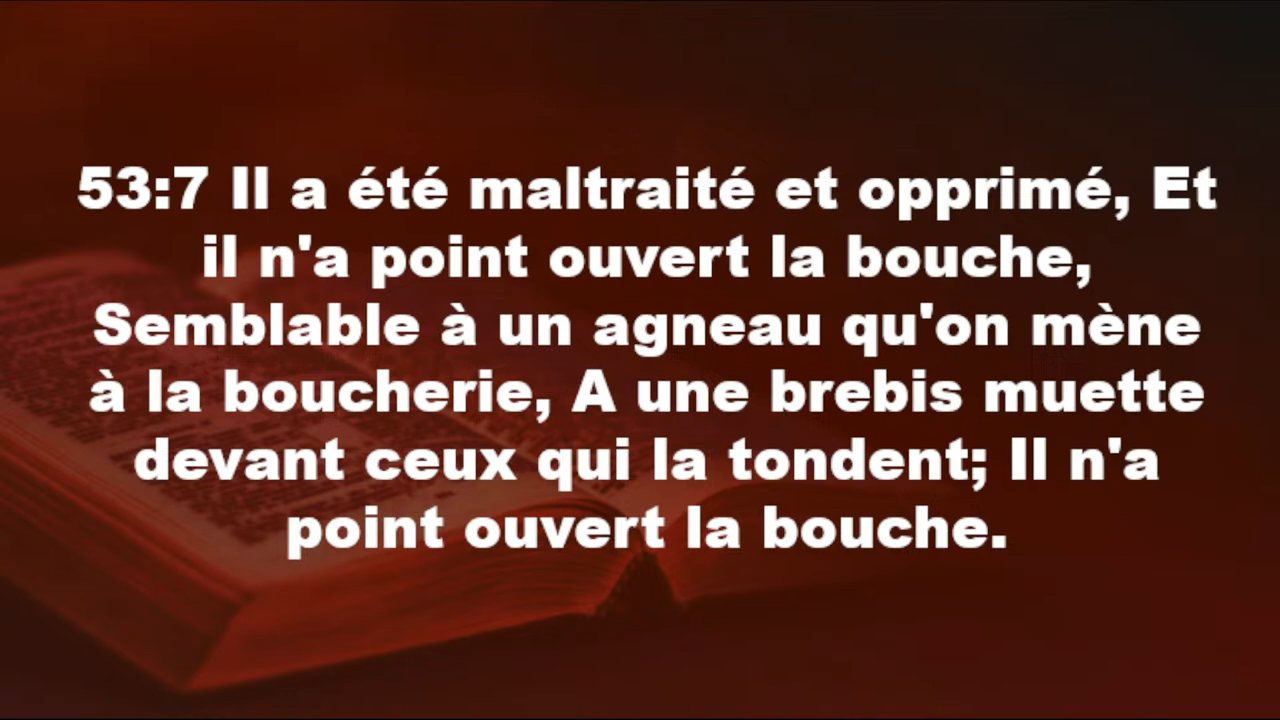 53:7 Il a été maltraité et opprimé, Et
il n'a point ouvert la bouche,
Semblable à un agneau qu'on mène
à la boucherie, A une brebis muette
devant ceux qui la tondent; Il n'a
point ouvert la bouche.